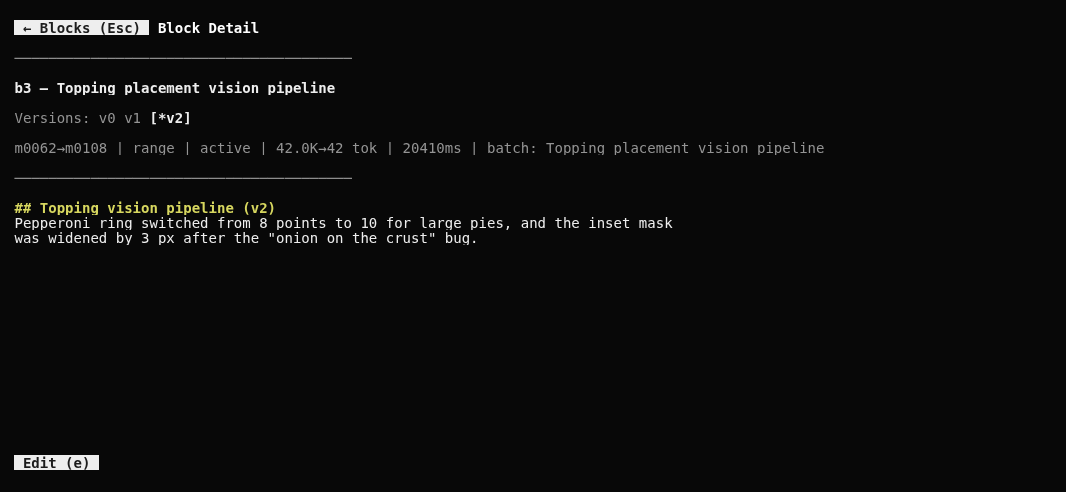 ← Blocks (Esc) Block Detail
────────────────────────────────────────
b3 — Topping placement vision pipeline
Versions: v0 v1 [*v2]
m0062→m0108 | range | active | 42.0K→42 tok | 20410ms | batch: Topping placement vision pipeline
────────────────────────────────────────
## Topping vision pipeline (v2)
Pepperoni ring switched from 8 points to 10 for large pies, and the inset mask
was widened by 3 px after the "onion on the crust" bug.
Edit (e)